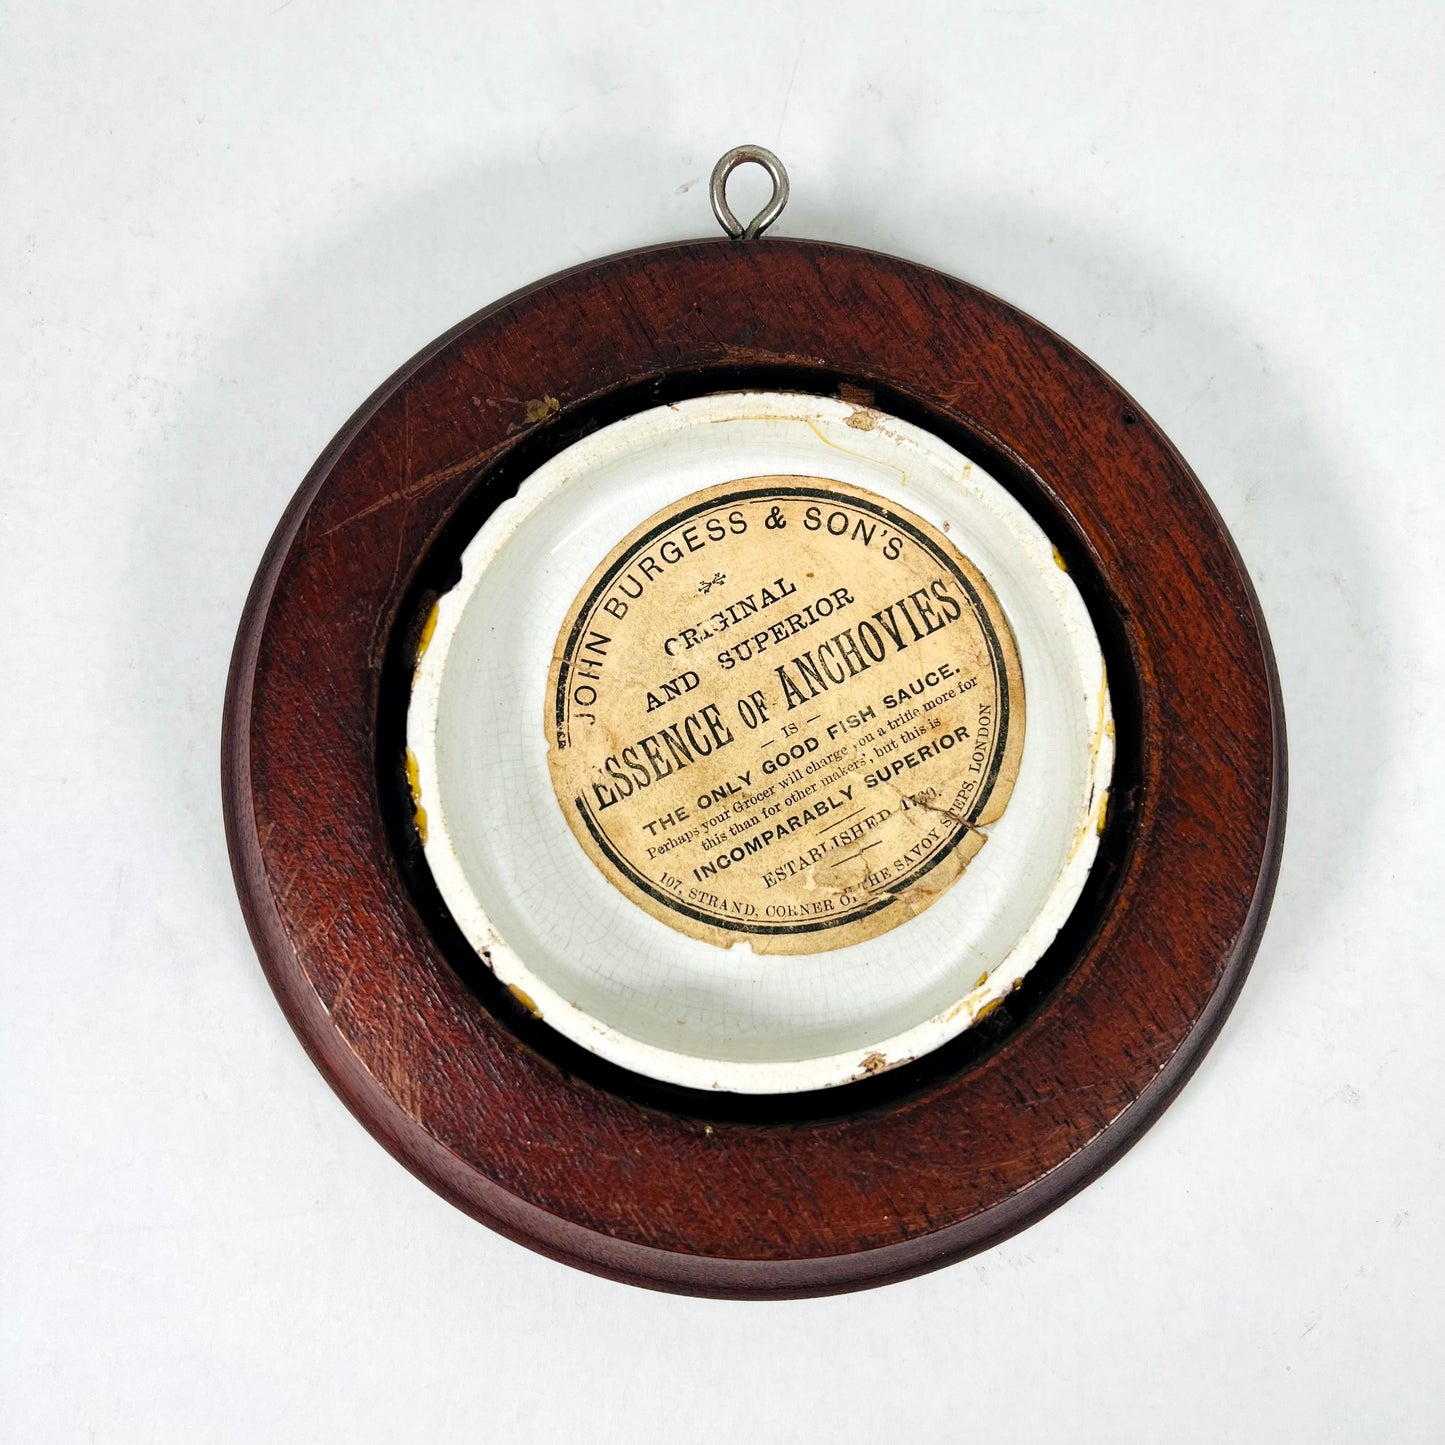 JOHN BURGESS & SON'S
ORIGINAL
AND SUPERIOR
ESSENCE OF ANCHOVIES
— IS —
THE ONLY GOOD FISH SAUCE.
Perhaps your Grocer will charge you a trifle more for
this than for other makers', but this is
INCOMPARABLY SUPERIOR
ESTABLISHED 1760.
107, STRAND, CORNER OF THE SAVOY STEPS, LONDON